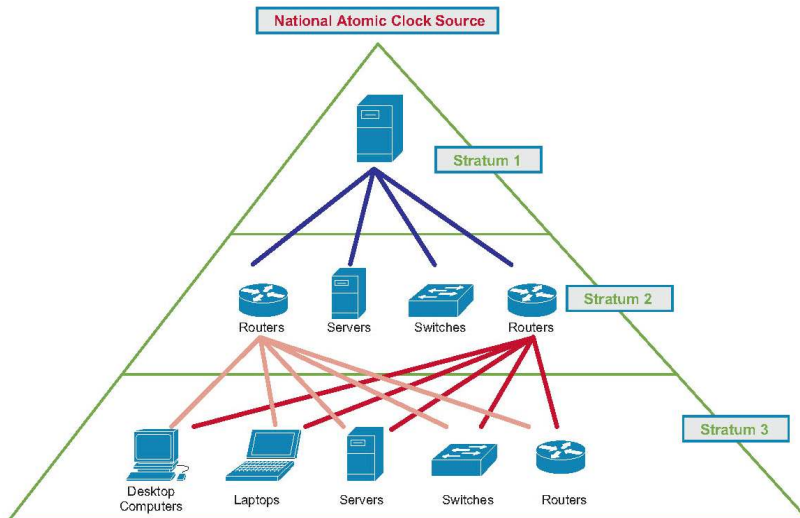 National Atomic Clock Source
Stratum 1
Stratum 2
Routers
Servers
Switches
Routers
Stratum 3
Desktop
Computers
Laptops
Servers
Switches
Routers